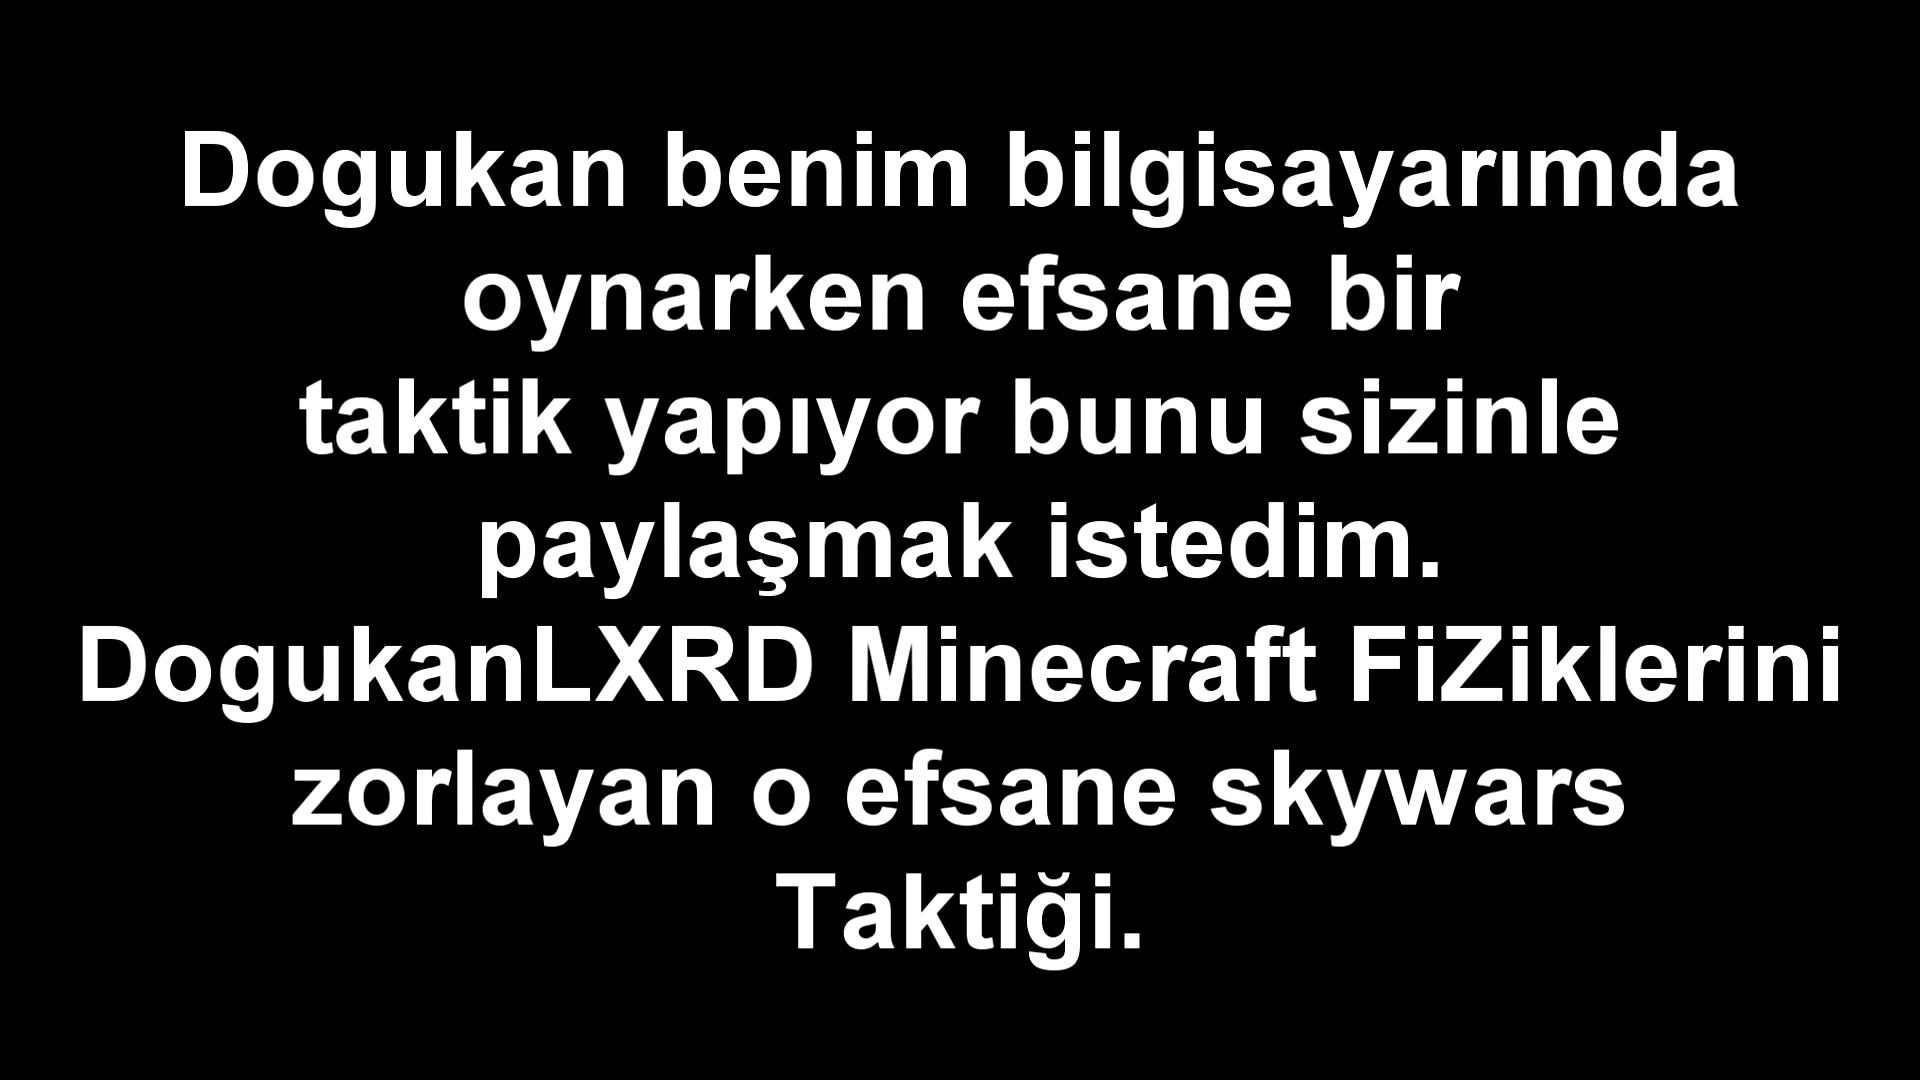 Dogukan benim bilgisayarımda
oynarken efsane bir
taktik yapıyor bunu sizinle
paylaşmak istedim.
DogukanLXRD Minecraft FiZiklerini
zorlayan o efsane skywars
Taktiği.